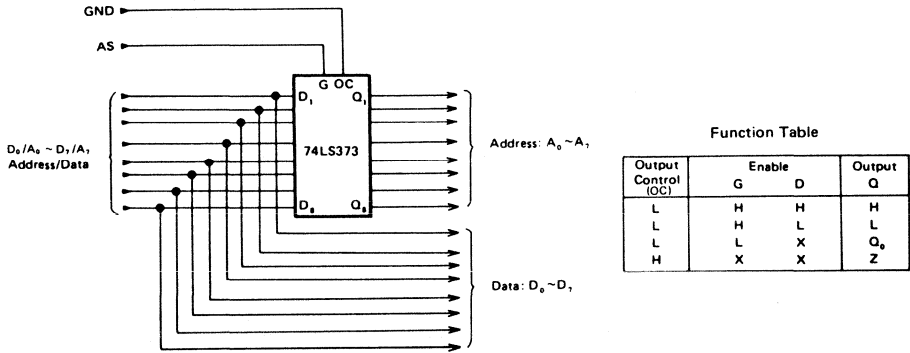 GND
AS
G OC
D₁ Q₁
D₀/A₀ ~ D₇/A₇
Address/Data
74LS373
D₈ Q₈
Address: A₀~A₇
Data: D₀~D₇
Function Table
Output Control (OC) Enable Output
G D Q
L H H H
L H L L
L L X Q₀
H X X Z